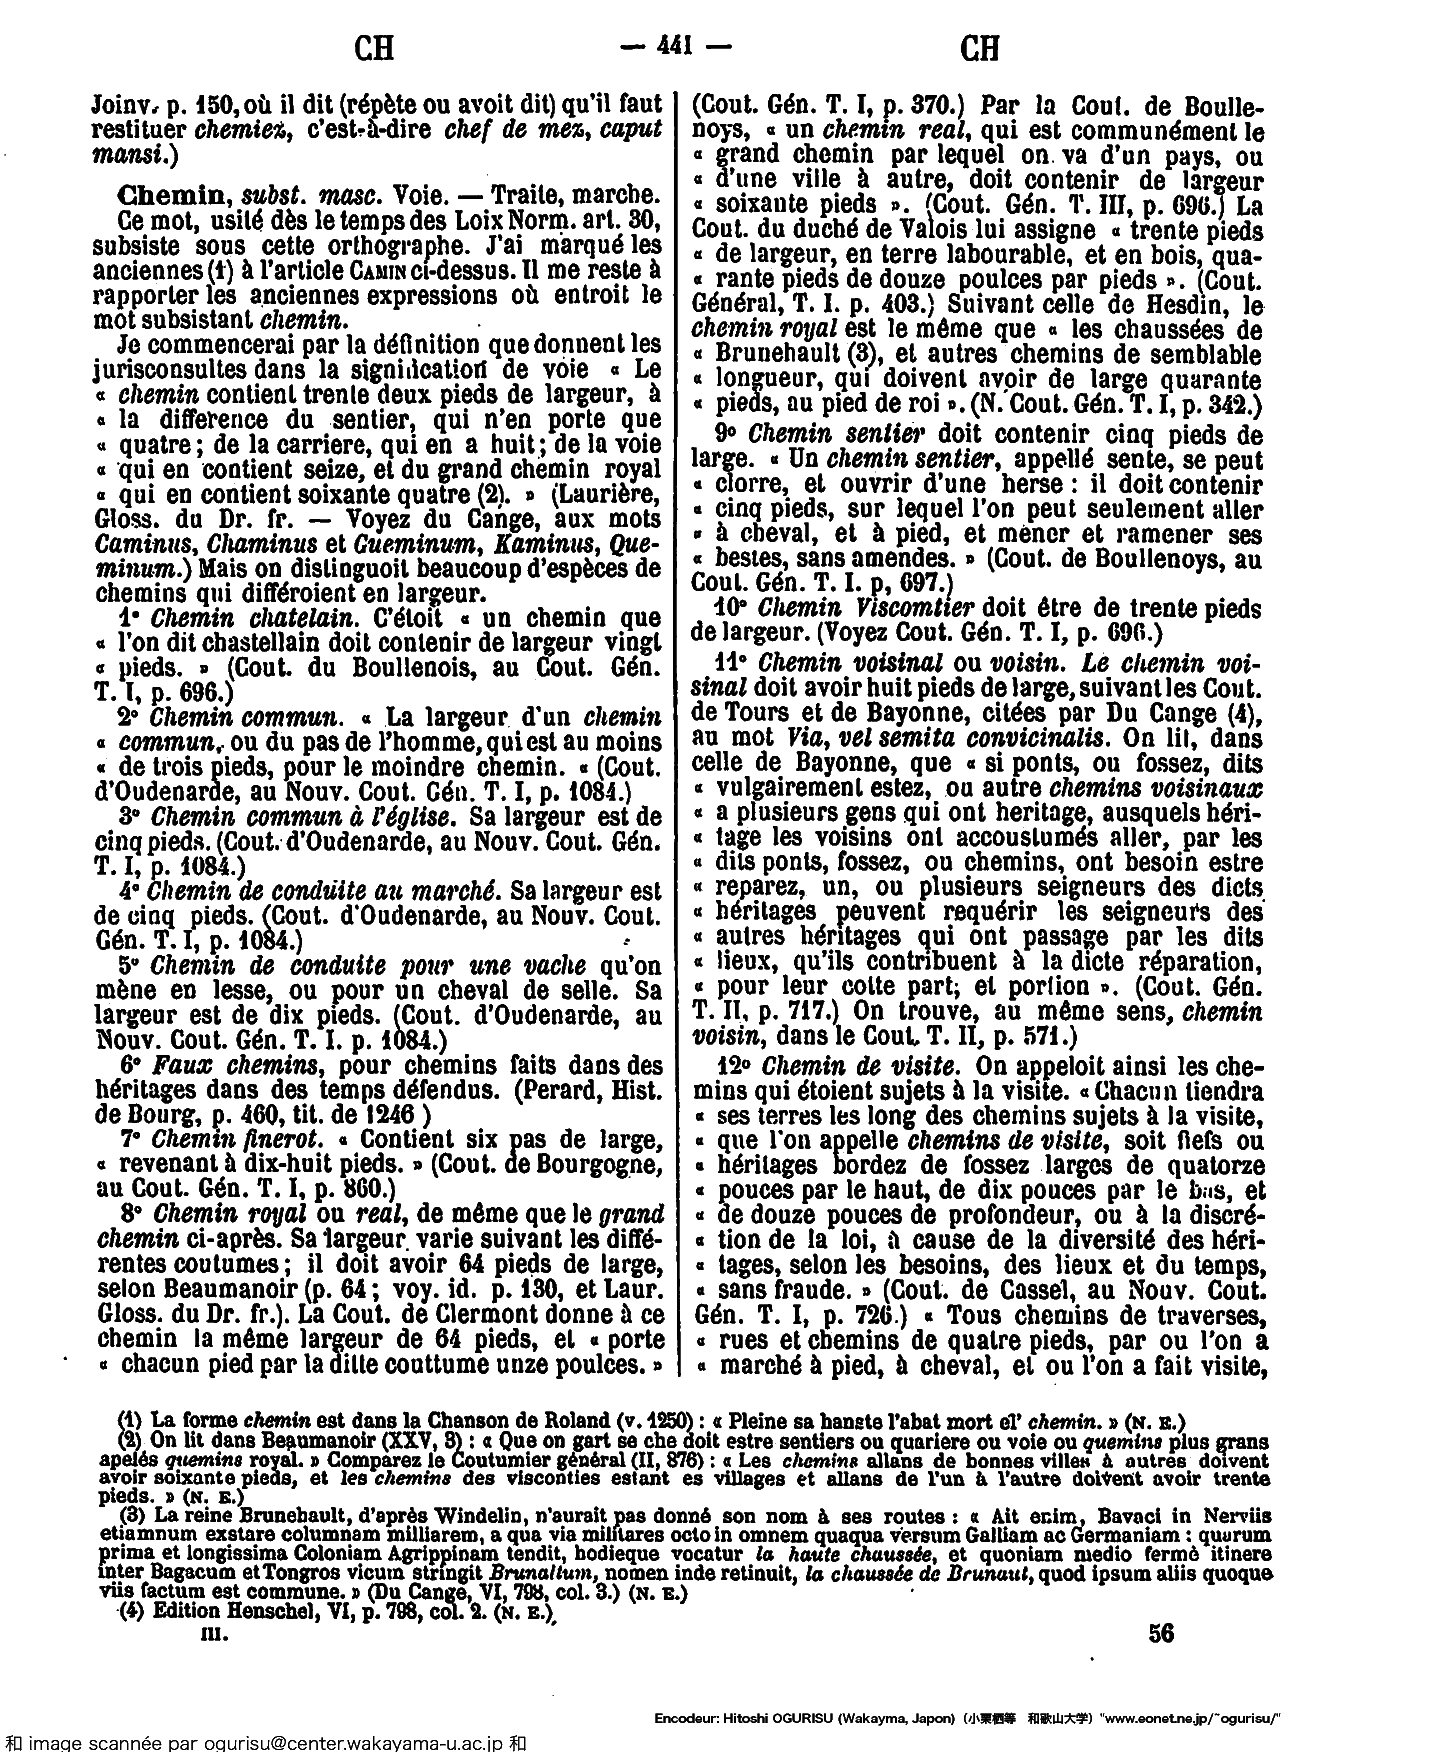 CH — 441 — CH
Joinv. p. 150, où il dit (répète ou avoit dit) qu'il faut
restituer chemiez, c'est-à-dire chef de mez, caput
mansi.)
Chemin, subst. masc. Voie. — Traite, marche.
Ce mot, usité dès le temps des Loix Norm. art. 30,
subsiste sous cette orthographe. J'ai marqué les
anciennes (1) à l'article CAMIN ci-dessus. Il me reste à
rapporter les anciennes expressions où entroit le
mot subsistant chemin.
Je commencerai par la définition que donnent les
jurisconsultes dans la signification de voie « Le
« chemin contient trente deux pieds de largeur, à
« la difference du sentier, qui n'en porte que
« quatre ; de la carriere, qui en a huit ; de la voie
« qui en contient seize, et du grand chemin royal
« qui en contient soixante quatre (2). » (Laurière,
Gloss. du Dr. fr. — Voyez du Cange, aux mots
Caminus, Chaminus et Gueminum, Kaminus, Que-
minum.) Mais on distinguoit beaucoup d'espèces de
chemins qui différoient en largeur.
1° Chemin chatelain. C'étoit « un chemin que
« l'on dit chastellain doit contenir de largeur vingt
« pieds. » (Cout. du Boullenois, au Cout. Gén.
T. I, p. 696.)
2° Chemin commun. « La largeur d'un chemin
« commun, ou du pas de l'homme, qui est au moins
« de trois pieds, pour le moindre chemin. « (Cout.
d'Oudenarde, au Nouv. Cout. Gén. T. I, p. 1084.)
3° Chemin commun à l'église. Sa largeur est de
cinq pieds. (Cout. d'Oudenarde, au Nouv. Cout. Gén.
T. I, p. 1084.)
4° Chemin de conduite au marché. Sa largeur est
de cinq pieds. (Cout. d'Oudenarde, au Nouv. Cout.
Gén. T. I, p. 1084.)
5° Chemin de conduite pour une vache qu'on
mène en lesse, ou pour un cheval de selle. Sa
largeur est de dix pieds. (Cout. d'Oudenarde, au
Nouv. Cout. Gén. T. I. p. 1084.)
6° Faux chemins, pour chemins faits dans des
héritages dans des temps défendus. (Perard, Hist.
de Bourg, p. 460, tit. de 1246 )
7° Chemin finerot. « Contient six pas de large,
« revenant à dix-huit pieds. » (Cout. de Bourgogne,
au Cout. Gén. T. I, p. 860.)
8° Chemin royal ou real, de même que le grand
chemin ci-après. Sa largeur varie suivant les diffé-
rentes coutumes ; il doit avoir 64 pieds de large,
selon Beaumanoir (p. 64 ; voy. id. p. 130, et Laur.
Gloss. du Dr. fr.). La Cout. de Clermont donne à ce
chemin la même largeur de 64 pieds, et « porte
« chacun pied par la ditte couttume unze poulces. »
(Cout. Gén. T. I, p. 370.) Par la Cout. de Boulle-
noys, « un chemin real, qui est communément le
« grand chemin par lequel on va d'un pays, ou
« d'une ville à autre, doit contenir de largeur
« soixante pieds ». (Cout. Gén. T. III, p. 696.) La
Cout. du duché de Valois lui assigne « trente pieds
« de largeur, en terre labourable, et en bois, qua-
« rante pieds de douze poulces par pieds ». (Cout.
Général, T. I. p. 403.) Suivant celle de Hesdin, le
chemin royal est le même que « les chaussées de
« Brunehault (3), et autres chemins de semblable
« longueur, qui doivent avoir de large quarante
« pieds, au pied de roi ». (N. Cout. Gén. T. I, p. 342.)
9° Chemin sentier doit contenir cinq pieds de
large. « Un chemin sentier, appellé sente, se peut
« clorre, et ouvrir d'une herse : il doit contenir
« cinq pieds, sur lequel l'on peut seulement aller
« à cheval, et à pied, et mener et ramener ses
« bestes, sans amendes. » (Cout. de Boullenoys, au
Cout. Gén. T. I. p, 697.)
10° Chemin Viscomtier doit être de trente pieds
de largeur. (Voyez Cout. Gén. T. I, p. 696.)
11° Chemin voisinal ou voisin. Le chemin voi-
sinal doit avoir huit pieds de large, suivant les Cout.
de Tours et de Bayonne, citées par Du Cange (4),
au mot Via, vel semita convicinalis. On lit, dans
celle de Bayonne, que « si ponts, ou fossez, dits
« vulgairement estez, ou autre chemins voisinaux
« a plusieurs gens qui ont heritage, ausquels héri-
« tage les voisins ont accoustumés aller, par les
« dits ponts, fossez, ou chemins, ont besoin estre
« reparez, un, ou plusieurs seigneurs des dicts
« héritages peuvent requérir les seigneurs des
« autres héritages qui ont passage par les dits
« lieux, qu'ils contribuent à la dicte réparation,
« pour leur cotte part; et portion ». (Cout. Gén.
T. II, p. 717.) On trouve, au même sens, chemin
voisin, dans le Cout. T. II, p. 571.)
12° Chemin de visite. On appeloit ainsi les che-
mins qui étoient sujets à la visite. « Chacun tiendra
« ses terres les long des chemins sujets à la visite,
« que l'on appelle chemins de visite, soit fiefs ou
« héritages bordez de fossez larges de quatorze
« pouces par le haut, de dix pouces par le bas, et
« de douze pouces de profondeur, ou à la discré-
« tion de la loi, à cause de la diversité des héri-
« tages, selon les besoins, des lieux et du temps,
« sans fraude. » (Cout. de Cassel, au Nouv. Cout.
Gén. T. I, p. 726.) « Tous chemins de traverses,
« rues et chemins de quatre pieds, par ou l'on a
« marché à pied, à cheval, et ou l'on a fait visite,
(1) La forme chemin est dans la Chanson de Roland (v. 1250) : « Pleine sa hanste l'abat mort el' chemin. » (N. E.)
(2) On lit dans Beaumanoir (XXV, 3) : « Que on gart se che doit estre sentiers ou quariere ou voie ou quemins plus grans
apelés quemins royal. » Comparez le Coutumier général (II, 876) : « Les chemins allans de bonnes villes à autres doivent
avoir soixante pieds, et les chemins des visconties estant es villages et allans de l'un à l'autre doivent avoir trente
pieds. » (N. E.)
(3) La reine Brunehault, d'après Windelin, n'aurait pas donné son nom à ses routes : « Ait enim, Bavaci in Nerviis
etiamnum exstare columnam milliarem, a qua via militares octo in omnem quaqua versum Galliam ac Germaniam : quarum
prima et longissima Coloniam Agrippinam tendit, hodieque vocatur la haute chaussée, et quoniam medio fermè itinere
inter Bagacum et Tongros vicum stringit Brunallum, nomen inde retinuit, la chaussée de Brunaut, quod ipsum aliis quoque
viis factum est commune. » (Du Cange, VI, 798, col. 3.) (N. E.)
(4) Edition Henschel, VI, p. 798, col. 2. (N. E.)
III. 56
Encodeur: Hitoshi OGURISU (Wakayma, Japon) (小栗栖等 和歌山大学) "www.eonet.ne.jp/~ogurisu/"
和 image scannée par ogurisu@center.wakayama-u.ac.jp 和